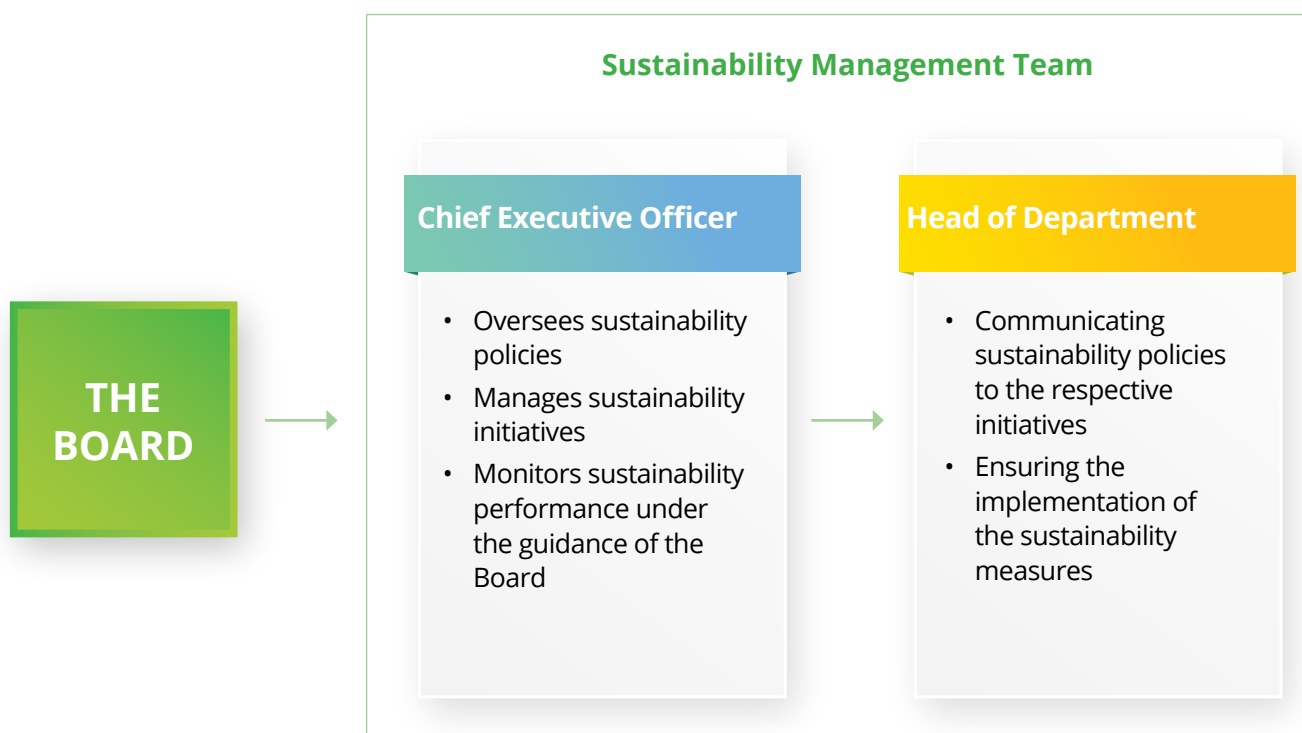 Sustainability Management Team
THE
BOARD
Chief Executive Officer
• Oversees sustainability
policies
• Manages sustainability
initiatives
• Monitors sustainability
performance under
the guidance of the
Board
Head of Department
• Communicating
sustainability policies
to the respective
initiatives
• Ensuring the
implementation of
the sustainability
measures